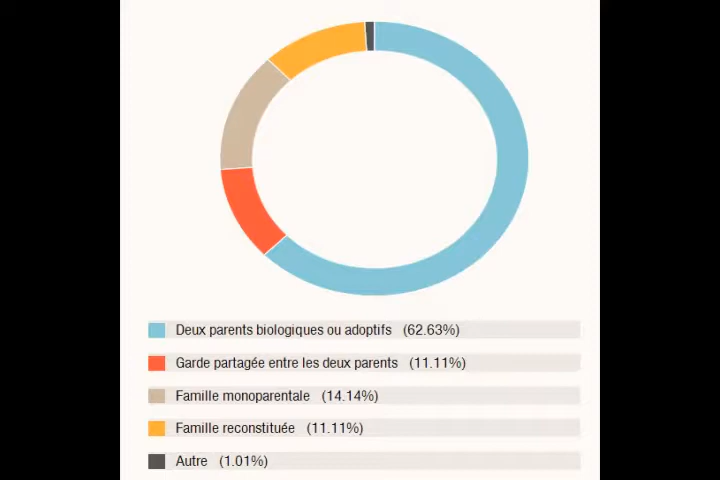 Deux parents biologiques ou adoptifs (62.63%)
Garde partagée entre les deux parents (11.11%)
Famille monoparentale (14.14%)
Famille reconstituée (11.11%)
Autre (1.01%)